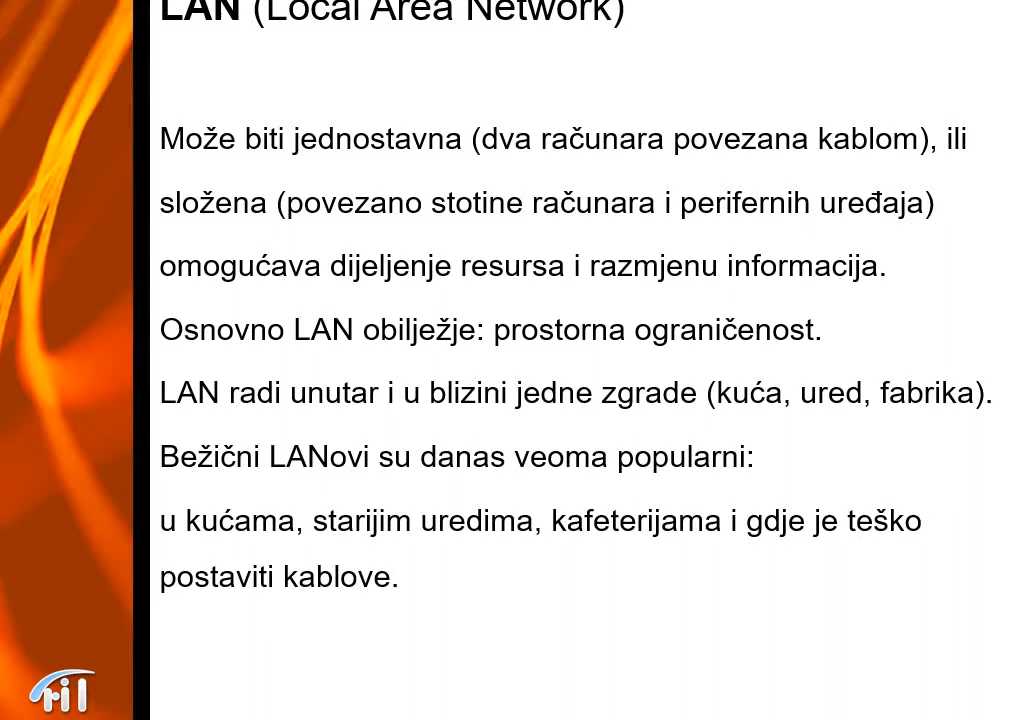 LAN (Local Area Network)
Može biti jednostavna (dva računara povezana kablom), ili
složena (povezano stotine računara i perifernih uređaja)
omogućava dijeljenje resursa i razmjenu informacija.
Osnovno LAN obilježje: prostorna ograničenost.
LAN radi unutar i u blizini jedne zgrade (kuća, ured, fabrika).
Bežični LANovi su danas veoma popularni:
u kućama, starijim uredima, kafeterijama i gdje je teško
postaviti kablove.
ril